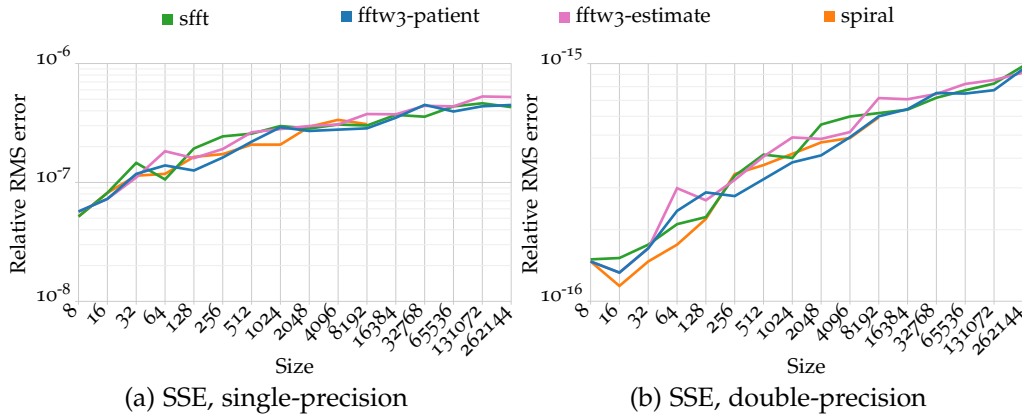 sfft fftw3-patient fftw3-estimate spiral
Relative RMS error
10-6
10-7
10-8
8 16 32 64 128 256 512 1024 2048 4096 8192 16384 32768 65536 131072 262144
Size
(a) SSE, single-precision
Relative RMS error
10-15
10-16
8 16 32 64 128 256 512 1024 2048 4096 8192 16384 32768 65536 131072 262144
Size
(b) SSE, double-precision